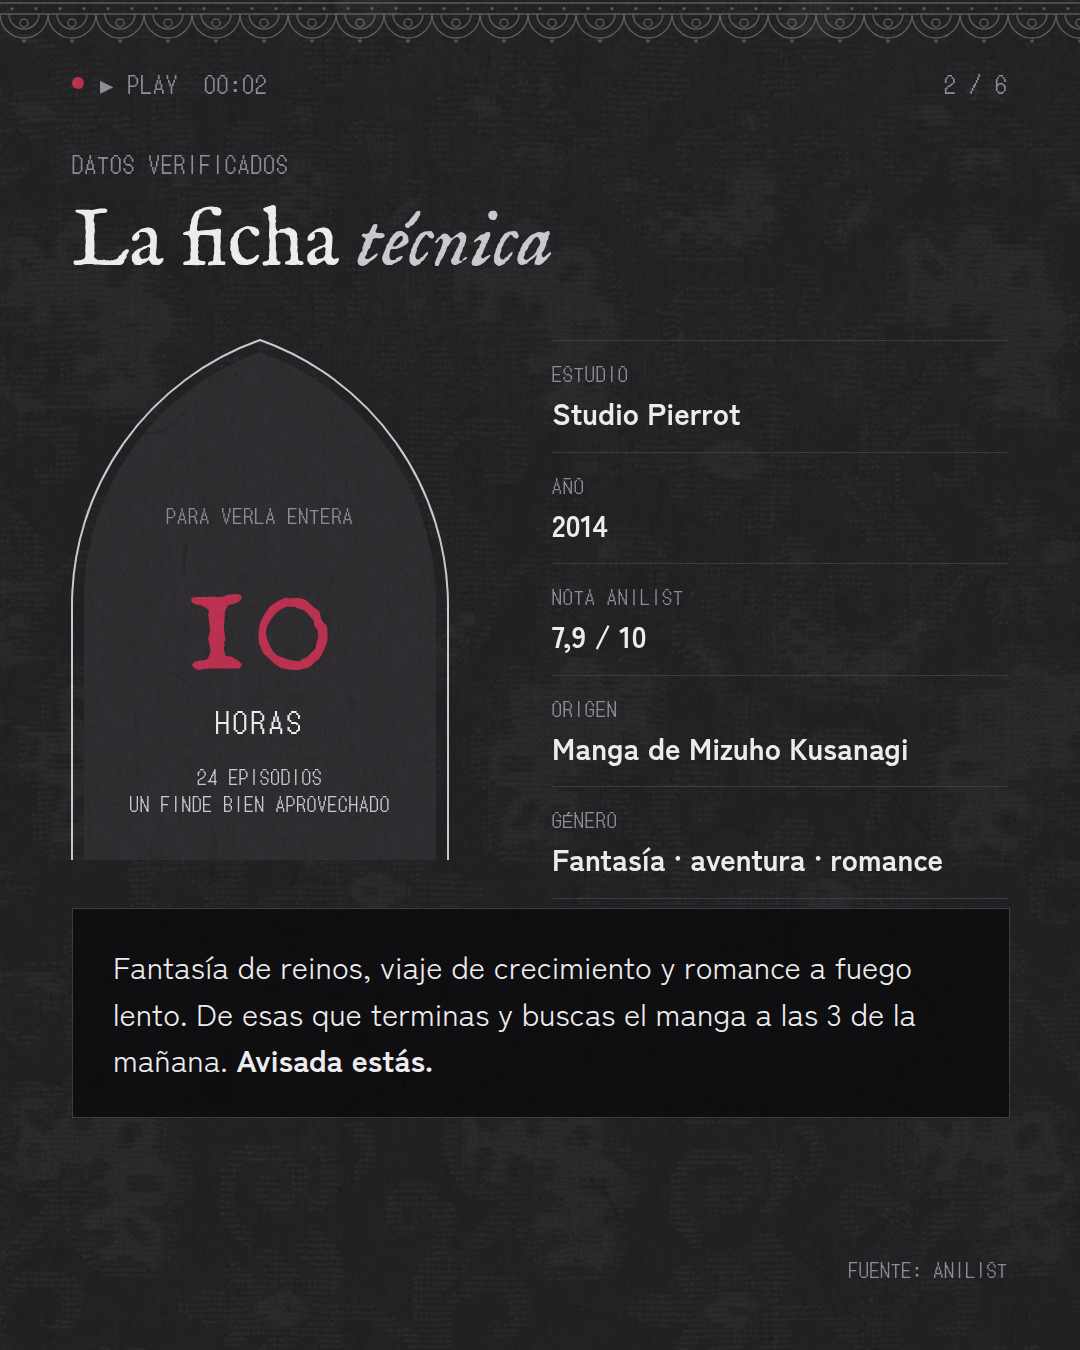 ▶ PLAY 00:02
2 / 6
DATOS VERIFICADOS
La ficha técnica
PARA VERLA ENTERA
10
HORAS
24 EPISODIOS
UN FINDE BIEN APROVECHADO
ESTUDIO
Studio Pierrot
AÑO
2014
NOTA ANILIST
7,9 / 10
ORIGEN
Manga de Mizuho Kusanagi
GÉNERO
Fantasía · aventura · romance
Fantasía de reinos, viaje de crecimiento y romance a fuego
lento. De esas que terminas y buscas el manga a las 3 de la
mañana. Avisada estás.
FUENTE: ANILIST